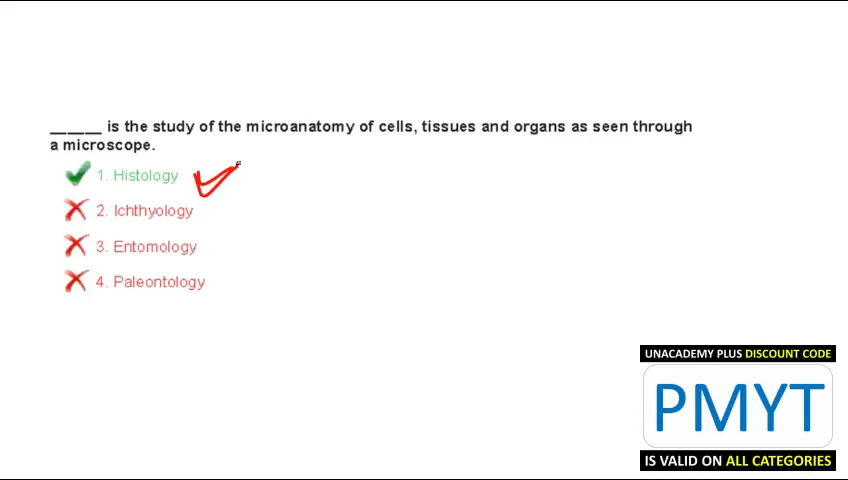 ______ is the study of the microanatomy of cells, tissues and organs as seen through
a microscope.
1. Histology
2. Ichthyology
3. Entomology
4. Paleontology
UNACADEMY PLUS DISCOUNT CODE
PMYT
IS VALID ON ALL CATEGORIES